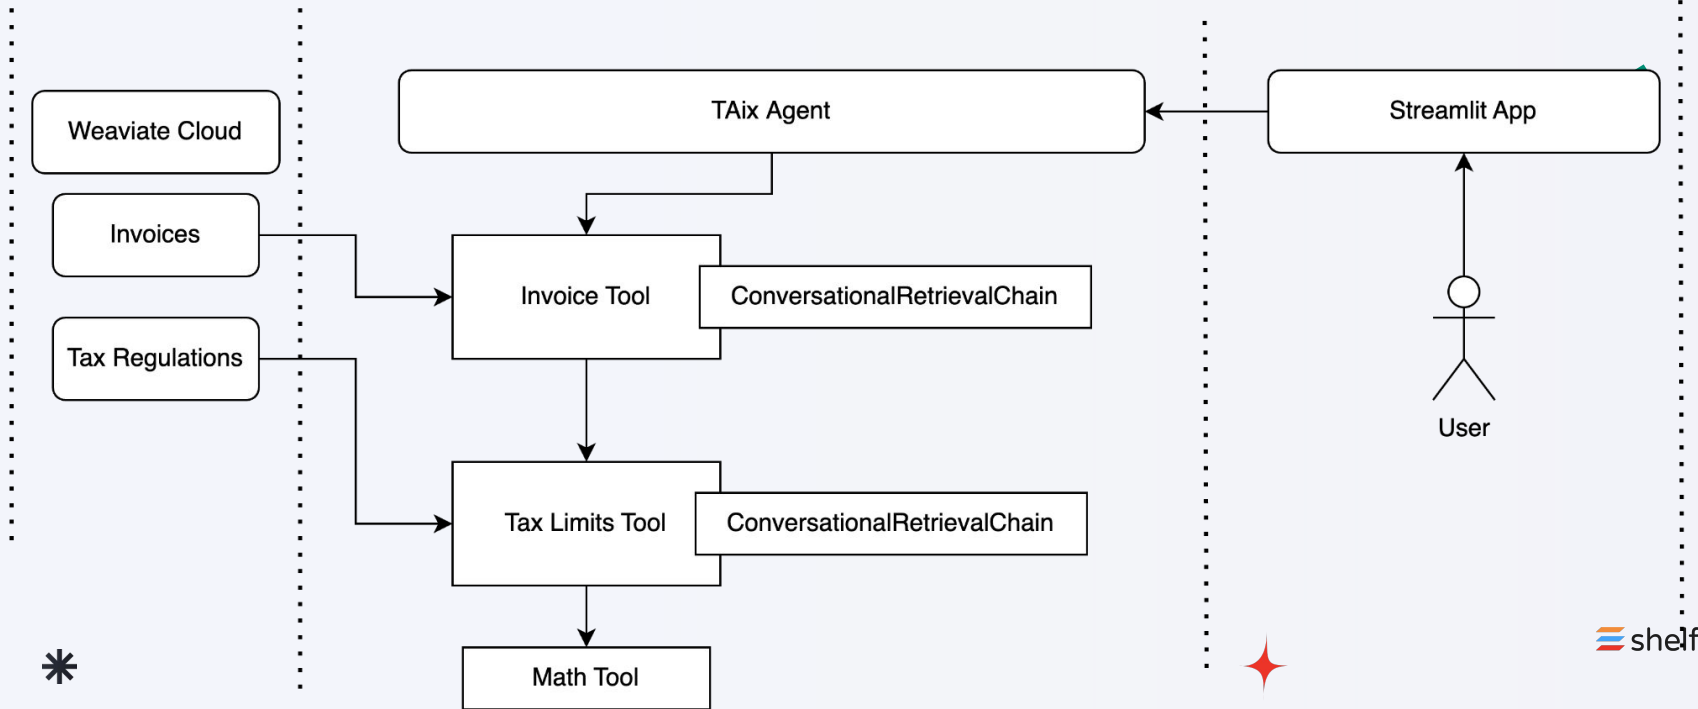 Weaviate Cloud
TAix Agent
Streamlit App
Invoices
Invoice Tool
ConversationalRetrievalChain
Tax Regulations
User
Tax Limits Tool
ConversationalRetrievalChain
Math Tool
shelf